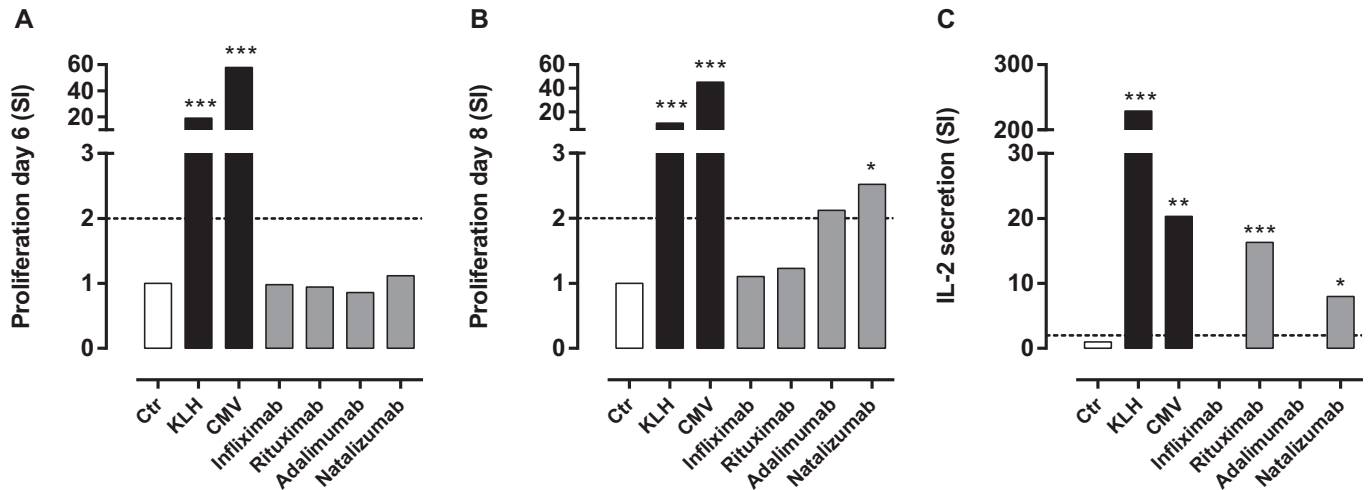 A
Proliferation day 6 (SI)
60
40
20
3
2
1
0
***
***
Ctr
KLH
CMV
Infliximab
Rituximab
Adalimumab
Natalizumab
B
Proliferation day 8 (SI)
60
40
20
3
2
1
0
***
***
*
Ctr
KLH
CMV
Infliximab
Rituximab
Adalimumab
Natalizumab
C
IL-2 secretion (SI)
300
200
30
20
10
0
***
**
***
*
Ctr
KLH
CMV
Infliximab
Rituximab
Adalimumab
Natalizumab